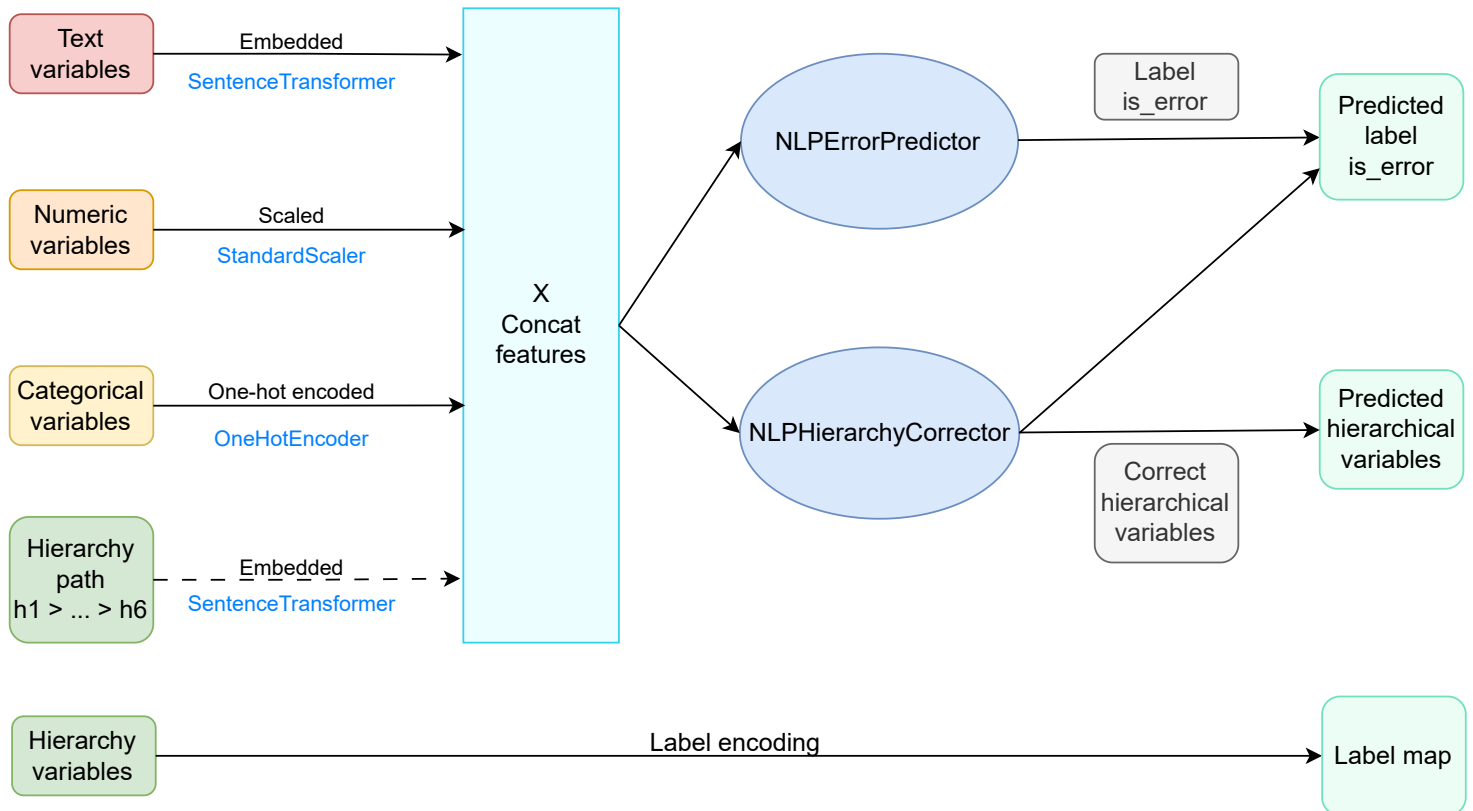 Text
variables
Embedded
SentenceTransformer
Numeric
variables
Scaled
StandardScaler
Categorical
variables
One-hot encoded
OneHotEncoder
Hierarchy
path
h1 > ... > h6
Embedded
SentenceTransformer
X
Concat
features
NLPErrorPredictor
Label
is_error
Predicted
label
is_error
NLPHierarchyCorrector
Correct
hierarchical
variables
Predicted
hierarchical
variables
Hierarchy
variables
Label encoding
Label map